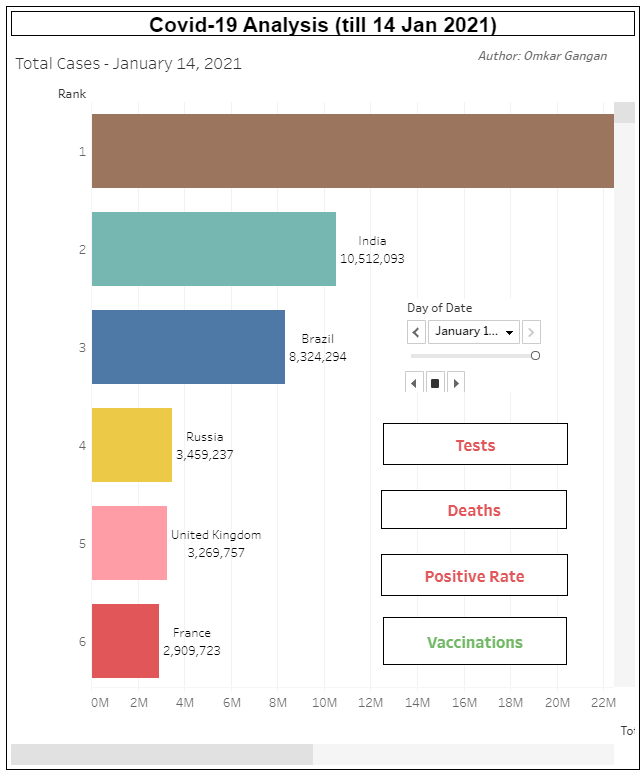 Covid-19 Analysis (till 14 Jan 2021)
Author: Omkar Gangan
Total Cases - January 14, 2021
Rank
1
2
India
10,512,093
Day of Date
January 1...
3
Brazil
8,324,294
4
Russia
3,459,237
Tests
5
United Kingdom
3,269,757
Deaths
Positive Rate
6
France
2,909,723
Vaccinations
0M 2M 4M 6M 8M 10M 12M 14M 16M 18M 20M 22M